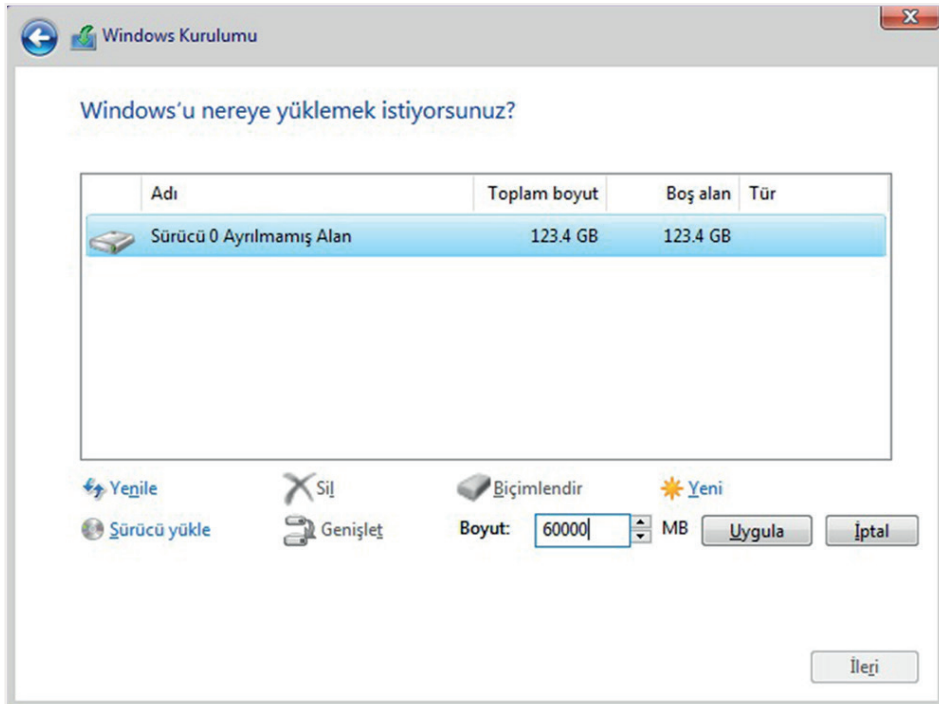 Windows Kurulumu
Windows'u nereye yüklemek istiyorsunuz?
Adı Toplam boyut Boş alan Tür
Sürücü 0 Ayrılmamış Alan 123.4 GB 123.4 GB
Yenile Sil Biçimlendir Yeni
Sürücü yükle Genişlet Boyut: 60000 MB Uygula İptal
İleri